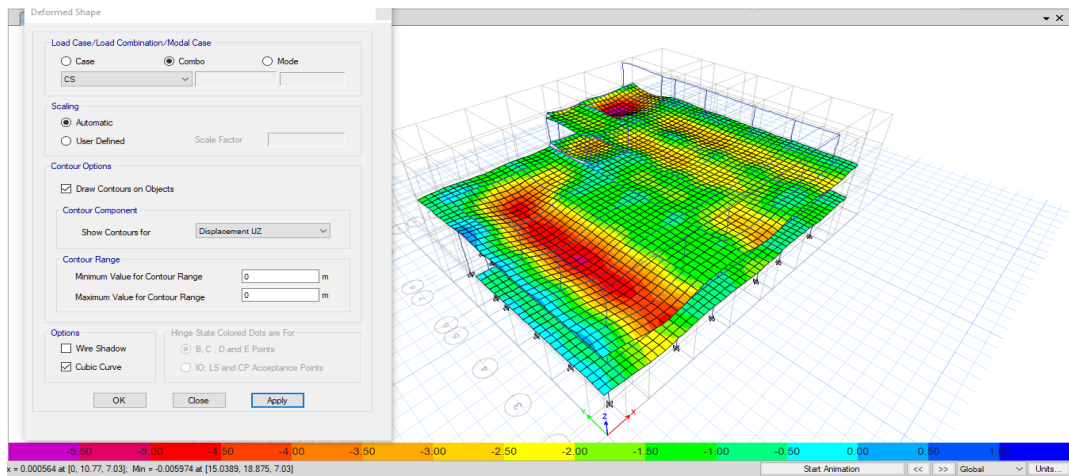 Deformed Shape
Load Case/Load Combination/Modal Case
Case
Combo
Mode
CS
Scaling
Automatic
User Defined
Scale Factor
Contour Options
Draw Contours on Objects
Contour Component
Show Contours for
Displacement UZ
Contour Range
Minimum Value for Contour Range
0
m
Maximum Value for Contour Range
0
m
Options
Wire Shadow
Cubic Curve
Hinge State Colored Dots are For
B, C , D and E Points
IO, LS and CP Acceptance Points
OK
Close
Apply
4
3
Y
Z
X
-5.50 -5.00 -4.50 -4.00 -3.50 -3.00 -2.50 -2.00 -1.50 -1.00 -0.50 0.00 0.50
x = 0.000564 at [0, 10.77, 7.03]; Min = -0.005974 at [15.0389, 18.875, 7.03]
Start Animation
<<
>>
Global
Units...